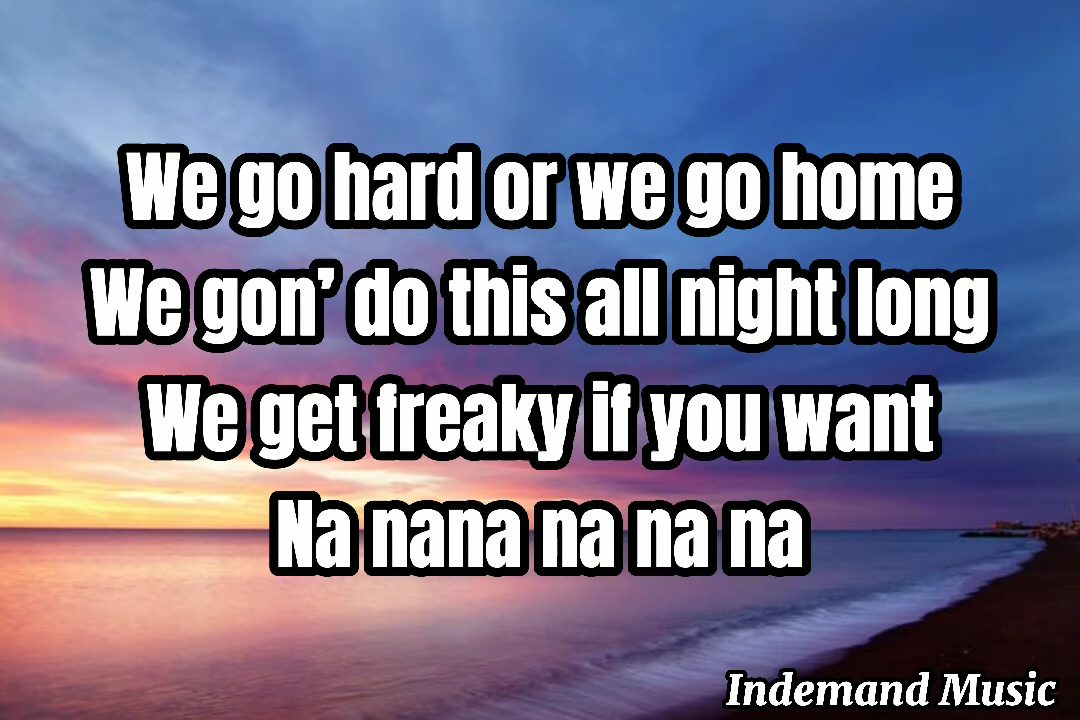 We go hard or we go home
We gon’ do this all night long
We get freaky if you want
Na nana na na na
Indemand Music